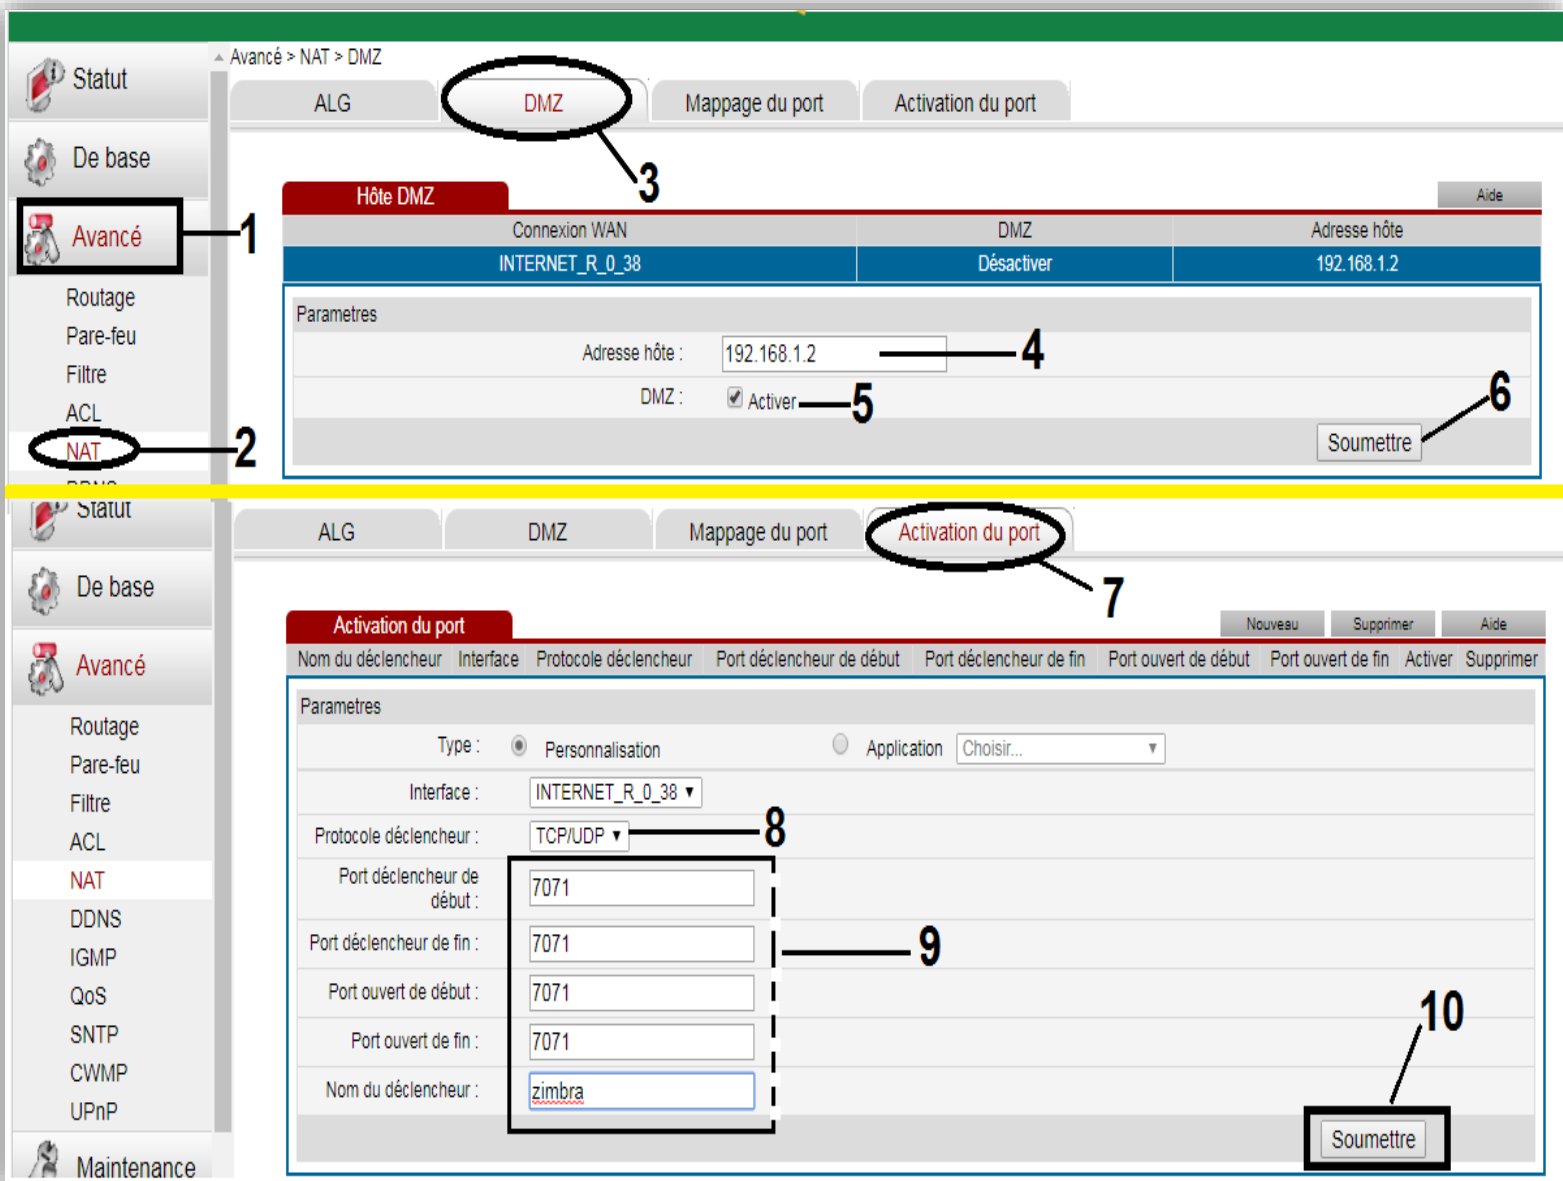 Avancé > NAT > DMZ
Statut
ALG DMZ Mappage du port Activation du port
De base
3
Hôte DMZ Aide
Avancé 1
Connexion WAN DMZ Adresse hôte
INTERNET_R_0_38 Désactiver 192.168.1.2
Routage
Parametres
Pare-feu
Adresse hôte : 192.168.1.2 4
Filtre
DMZ : Activer 5
6
ACL
NAT 2
Soumettre
DDNS
Statut
ALG DMZ Mappage du port Activation du port
De base
7
Activation du port Nouveau Supprimer Aide
Avancé
Nom du déclencheur Interface Protocole déclencheur Port déclencheur de début Port déclencheur de fin Port ouvert de début Port ouvert de fin Activer Supprimer
Parametres
Routage
Type : Personnalisation Application Choisir...
Pare-feu
Interface : INTERNET_R_0_38
Filtre
Protocole déclencheur : TCP/UDP 8
ACL
Port déclencheur de
début : 7071
NAT
DDNS
Port déclencheur de fin : 7071 9
IGMP
Port ouvert de début : 7071
QoS
10
SNTP
Port ouvert de fin : 7071
CWMP
Nom du déclencheur : zimbra
UPnP
Soumettre
Maintenance